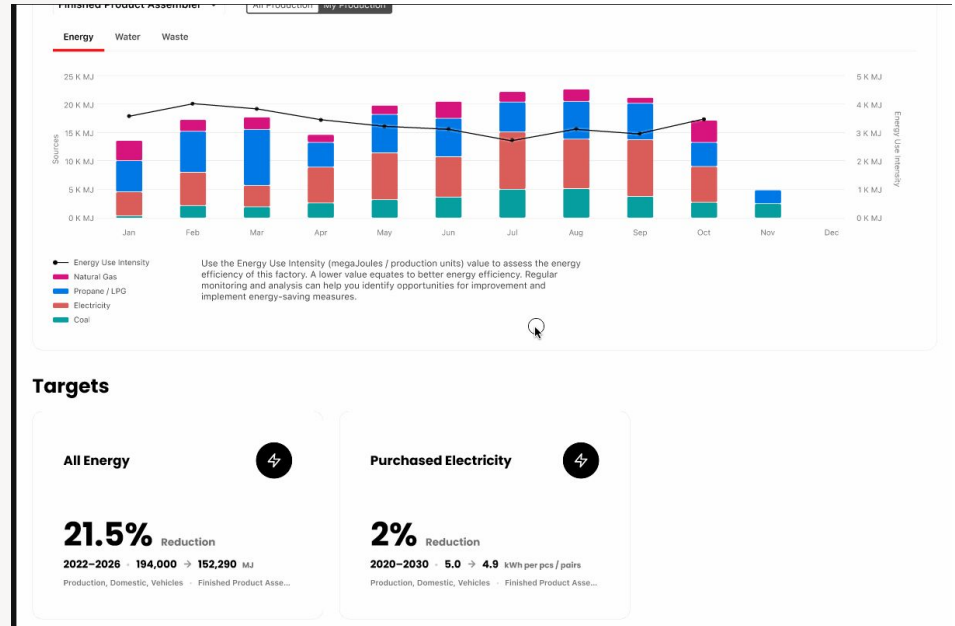 Finished Product Assembler
All Production My Production
Energy Water Waste
25 K MJ
20 K MJ
15 K MJ
10 K MJ
5 K MJ
0 K MJ
Sources
5 K MJ
4 K MJ
3 K MJ
2 K MJ
1 K MJ
0 K MJ
Energy Use Intensity
Jan Feb Mar Apr May Jun Jul Aug Sep Oct Nov Dec
Energy Use Intensity
Natural Gas
Propane / LPG
Electricity
Coal
Use the Energy Use Intensity (megaJoules / production units) value to assess the energy
efficiency of this factory. A lower value equates to better energy efficiency. Regular
monitoring and analysis can help you identify opportunities for improvement and
implement energy-saving measures.
Targets
All Energy
21.5% Reduction
2022–2026 · 194,000 → 152,290 MJ
Production, Domestic, Vehicles · Finished Product Asse...
Purchased Electricity
2% Reduction
2020–2030 · 5.0 → 4.9 kWh per pcs / pairs
Production, Domestic, Vehicles · Finished Product Asse...